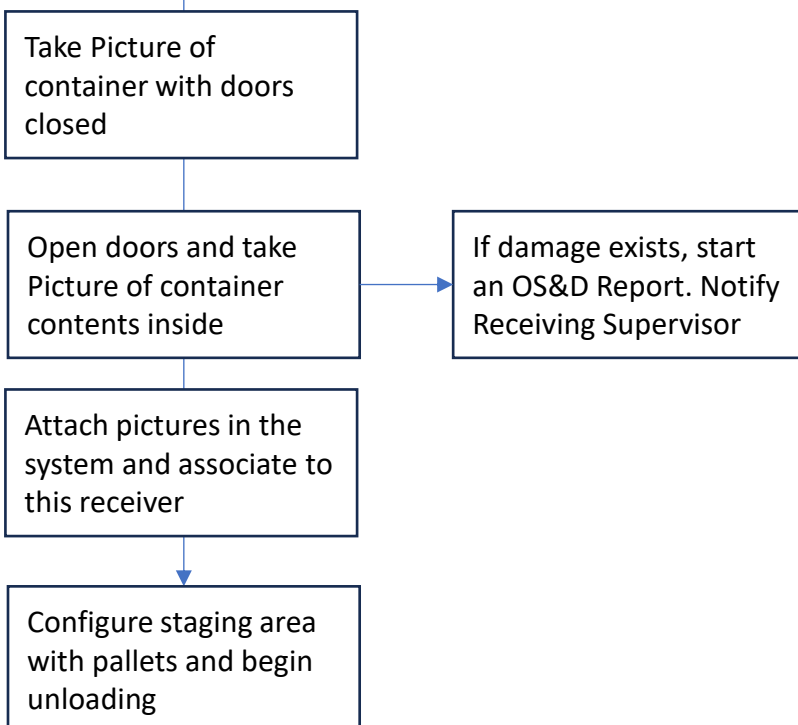 Take Picture of
container with doors
closed
Open doors and take
Picture of container
contents inside
If damage exists, start
an OS&D Report. Notify
Receiving Supervisor
Attach pictures in the
system and associate to
this receiver
Configure staging area
with pallets and begin
unloading